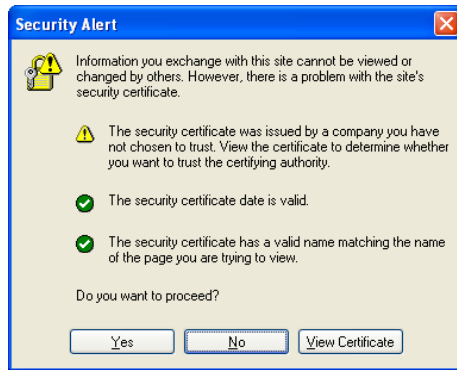 Security Alert
Information you exchange with this site cannot be viewed or
changed by others. However, there is a problem with the site's
security certificate.
The security certificate was issued by a company you have
not chosen to trust. View the certificate to determine whether
you want to trust the certifying authority.
The security certificate date is valid.
The security certificate has a valid name matching the name
of the page you are trying to view.
Do you want to proceed?
Yes No View Certificate